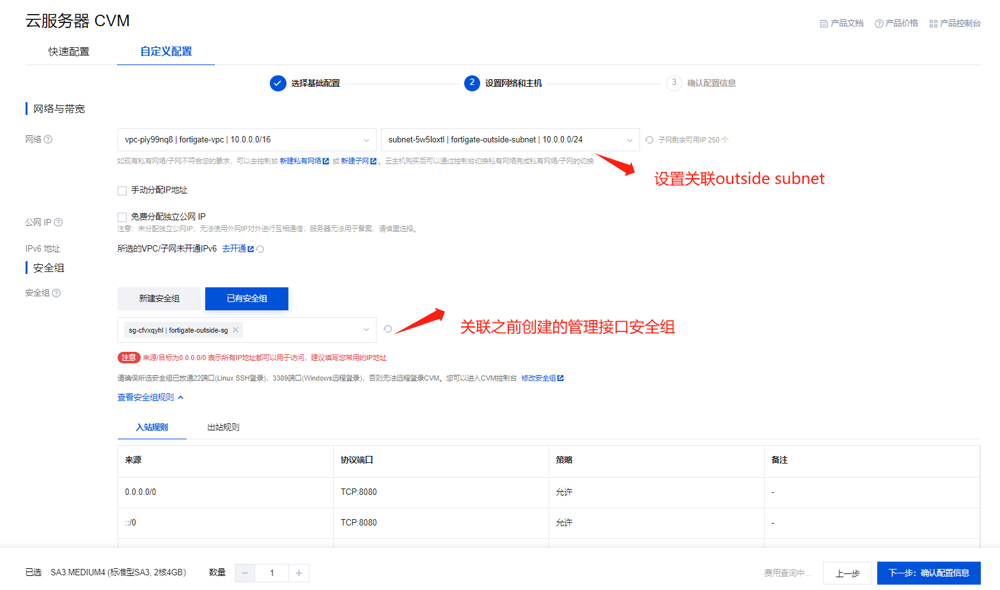 云服务器 CVM
产品文档 产品价格 产品控制台
快速配置 自定义配置
选择基础配置 2 设置网络和主机 3 确认配置信息
网络与带宽
网络 vpc-piy99nq8 | fortigate-vpc | 10.0.0.0/16 subnet-5w5loxtl | fortigate-outside-subnet | 10.0.0.0/24 子网剩余可用IP 250 个
如现有私有网络/子网不符合您的要求，可以去控制台 新建私有网络 或 新建子网 。云主机购买后可以通过控制台切换私有网络完成私有网络/子网的切换
设置关联outside subnet
手动分配IP地址
公网 IP 免费分配独立公网 IP
注意：未分配独立公网IP，无法使用外网IP对外进行互相通信，服务器无法用于备案，请慎重选择。
IPv6 地址 所选的VPC/子网未开通IPv6 去开通
安全组
安全组 新建安全组 已有安全组
sg-cfvxqyhl | fortigate-outside-sg
关联之前创建的管理接口安全组
注意 来源/目标为0.0.0.0/0 表示所有IP地址都可以用于访问，建议填写您常用的IP地址
请确保所选安全组已放通22端口(Linux SSH登录)，3389端口(Windows远程登录)，否则无法远程登录CVM。您可以进入CVM控制台 修改安全组
查看安全组规则
入站规则 出站规则
来源 协议端口 策略 备注
0.0.0.0/0 TCP:8080 允许 -
::/0 TCP:8080 允许 -
已选 SA3.MEDIUM4 (标准型SA3, 2核4GB) 数量 − 1 + 费用查询中... 上一步 下一步：确认配置信息